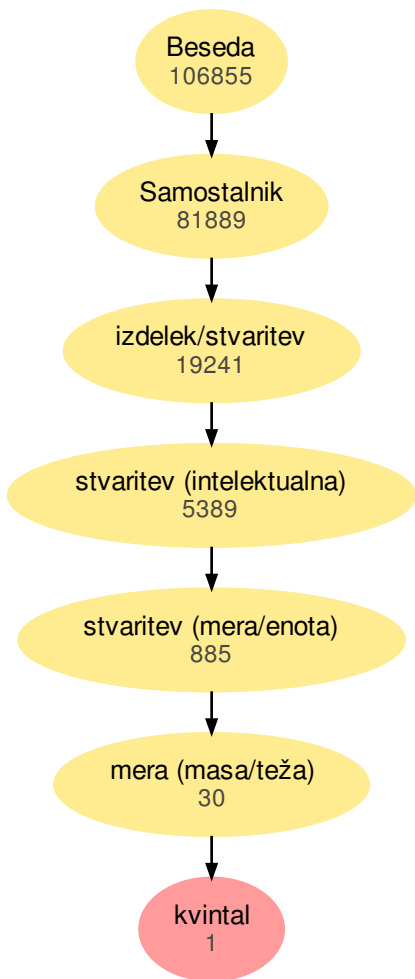 Beseda
106855
Samostalnik
81889
izdelek/stvaritev
19241
stvaritev (intelektualna)
5389
stvaritev (mera/enota)
885
mera (masa/teža)
30
kvintal
1